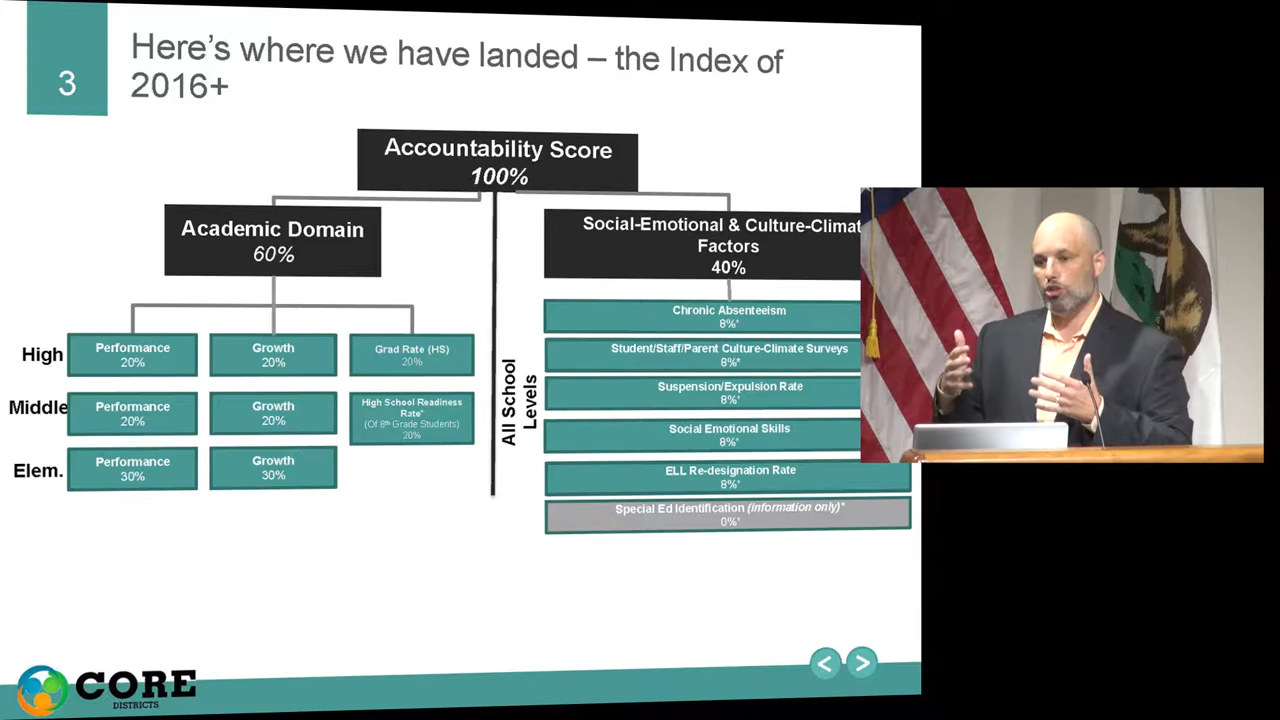 3
Here's where we have landed – the Index of
2016+
Accountability Score
100%
Academic Domain
60%
Social-Emotional & Culture-Climat
Factors
40%
High
Performance
20%
Growth
20%
Grad Rate (HS)
20%
Middle
Performance
20%
Growth
20%
High School Readiness
Rate*
(Of 8th Grade Students)
20%
Elem.
Performance
30%
Growth
30%
All School
Levels
Chronic Absenteeism
8%*
Student/Staff/Parent Culture-Climate Surveys
8%*
Suspension/Expulsion Rate
8%*
Social Emotional Skills
8%*
ELL Re-designation Rate
8%*
Special Ed Identification (information only)*
0%*
< >
CORE
DISTRICTS